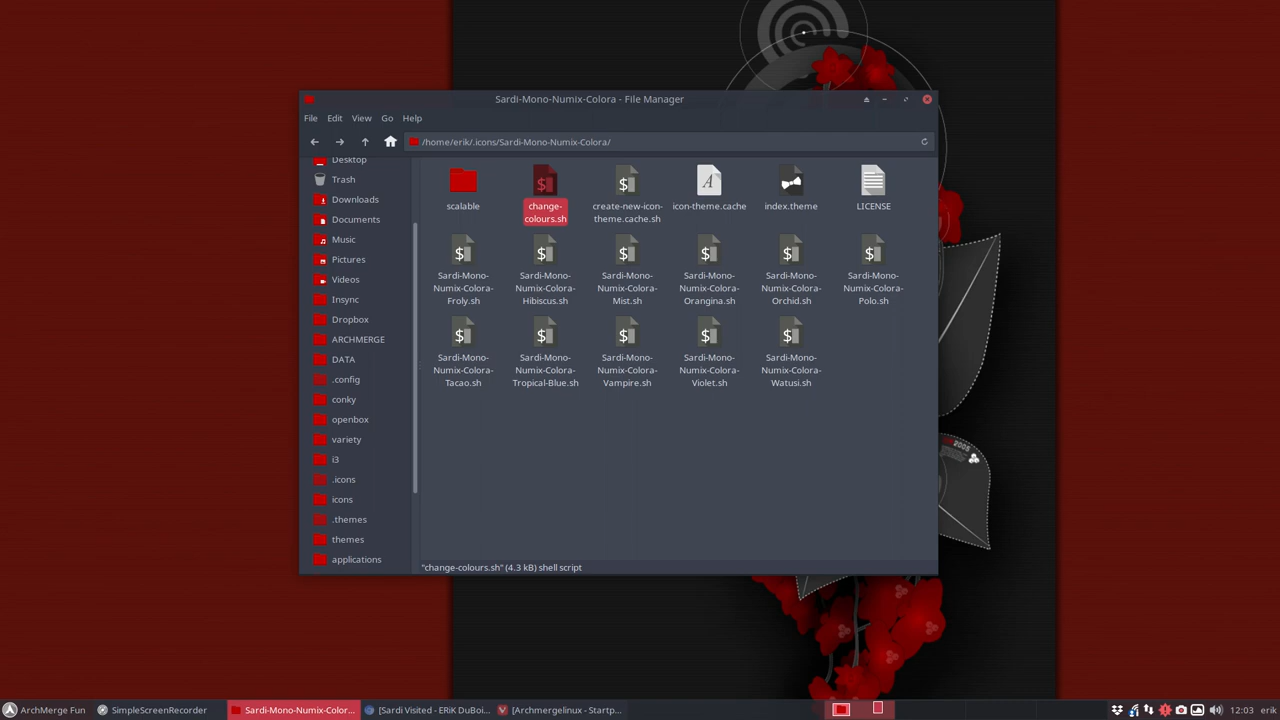 Sardi-Mono-Numix-Colora - File Manager
File Edit View Go Help
/home/erik/.icons/Sardi-Mono-Numix-Colora/
Desktop
Trash
Downloads
Documents
Music
Pictures
Videos
Insync
Dropbox
ARCHMERGE
DATA
.config
conky
openbox
variety
i3
.icons
icons
.themes
themes
applications
scalable
change-
colours.sh
create-new-icon-
theme.cache.sh
icon-theme.cache
index.theme
LICENSE
Sardi-Mono-
Numix-Colora-
Froly.sh
Sardi-Mono-
Numix-Colora-
Hibiscus.sh
Sardi-Mono-
Numix-Colora-
Mist.sh
Sardi-Mono-
Numix-Colora-
Orangina.sh
Sardi-Mono-
Numix-Colora-
Orchid.sh
Sardi-Mono-
Numix-Colora-
Polo.sh
Sardi-Mono-
Numix-Colora-
Tacao.sh
Sardi-Mono-
Numix-Colora-
Tropical-Blue.sh
Sardi-Mono-
Numix-Colora-
Vampire.sh
Sardi-Mono-
Numix-Colora-
Violet.sh
Sardi-Mono-
Numix-Colora-
Watusi.sh
"change-colours.sh" (4.3 kB) shell script
2005
ArchMerge Fun
SimpleScreenRecorder
Sardi-Mono-Numix-Color...
[Sardi Visited - ERiK DuBoi...
[Archmergelinux - Startp...
12:03 erik